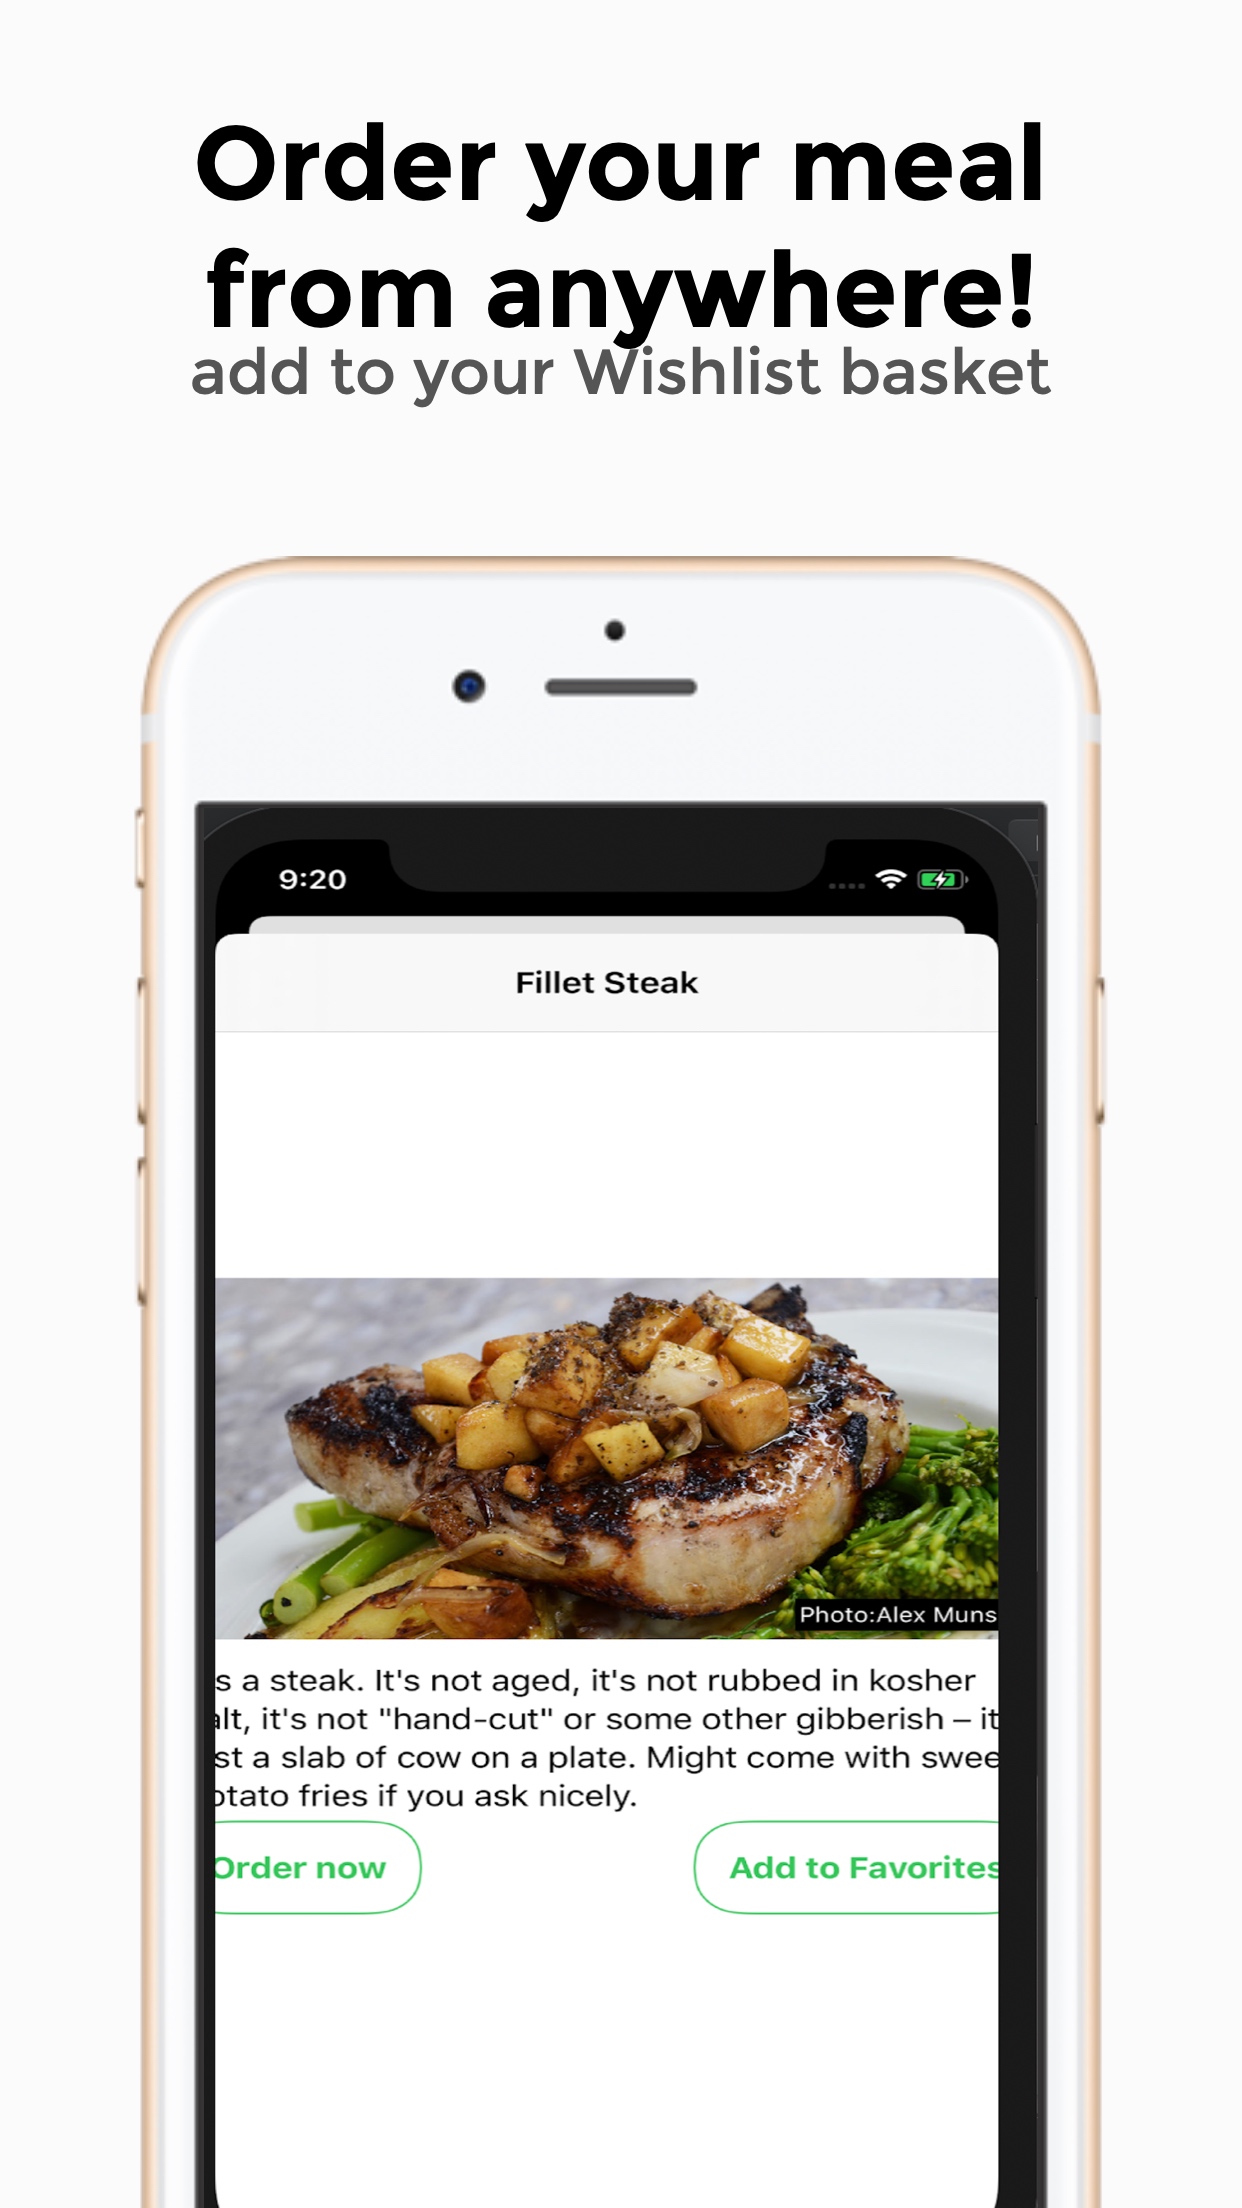 Order your meal
from anywhere!
add to your Wishlist basket
9:20
Fillet Steak
Photo:Alex Muns
s a steak. It's not aged, it's not rubbed in kosher
alt, it's not "hand-cut" or some other gibberish – it
st a slab of cow on a plate. Might come with swee
otato fries if you ask nicely.
Order now
Add to Favorites